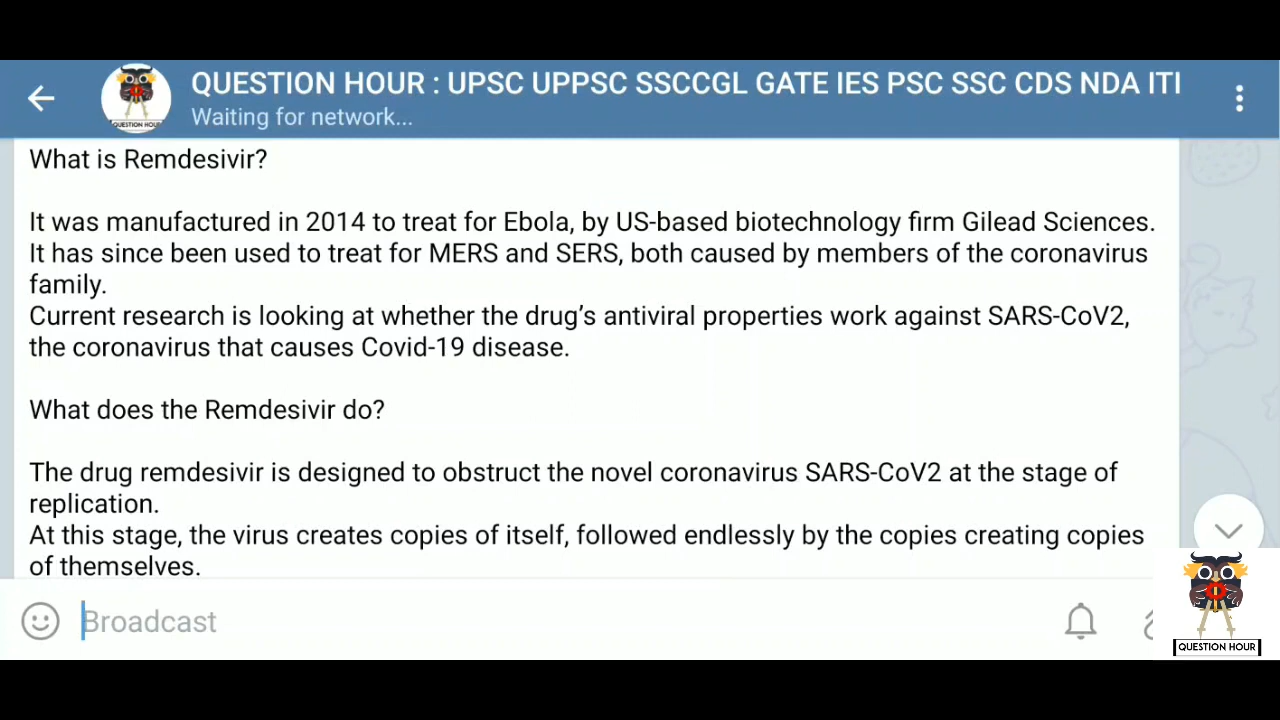 QUESTION HOUR : UPSC UPPSC SSCCGL GATE IES PSC SSC CDS NDA ITI
Waiting for network...
QUESTION HOUR
What is Remdesivir?
It was manufactured in 2014 to treat for Ebola, by US-based biotechnology firm Gilead Sciences.
It has since been used to treat for MERS and SERS, both caused by members of the coronavirus
family.
Current research is looking at whether the drug's antiviral properties work against SARS-CoV2,
the coronavirus that causes Covid-19 disease.
What does the Remdesivir do?
The drug remdesivir is designed to obstruct the novel coronavirus SARS-CoV2 at the stage of
replication.
At this stage, the virus creates copies of itself, followed endlessly by the copies creating copies
of themselves.
Broadcast
QUESTION HOUR